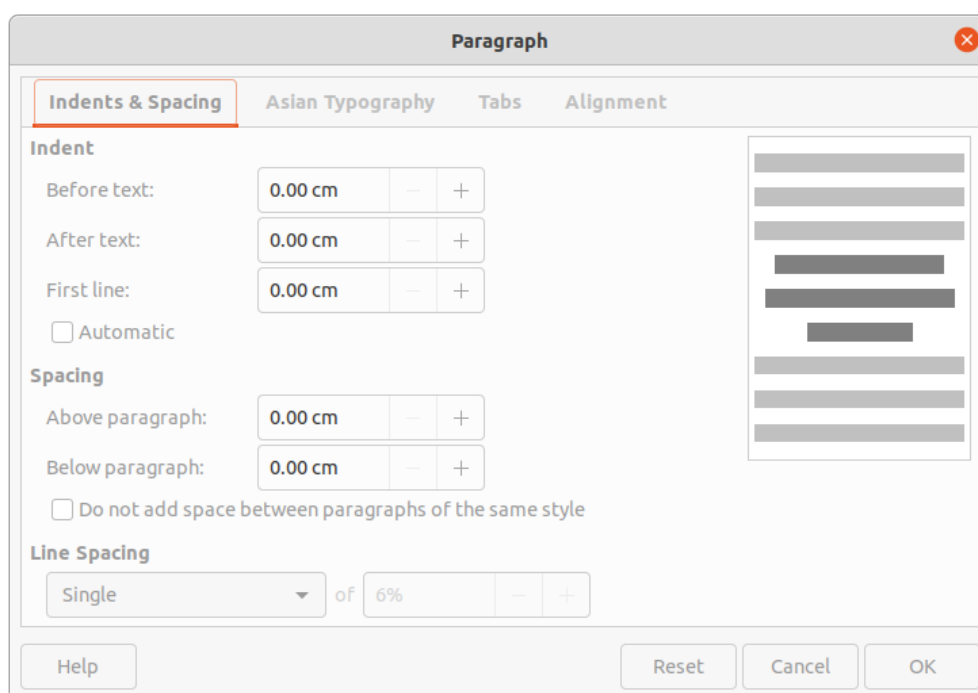 Paragraph
Indents & Spacing Asian Typography Tabs Alignment
Indent
Before text: 0.00 cm − +
After text: 0.00 cm − +
First line: 0.00 cm − +
Automatic
Spacing
Above paragraph: 0.00 cm − +
Below paragraph: 0.00 cm − +
Do not add space between paragraphs of the same style
Line Spacing
Single of 6% − +
Help Reset Cancel OK